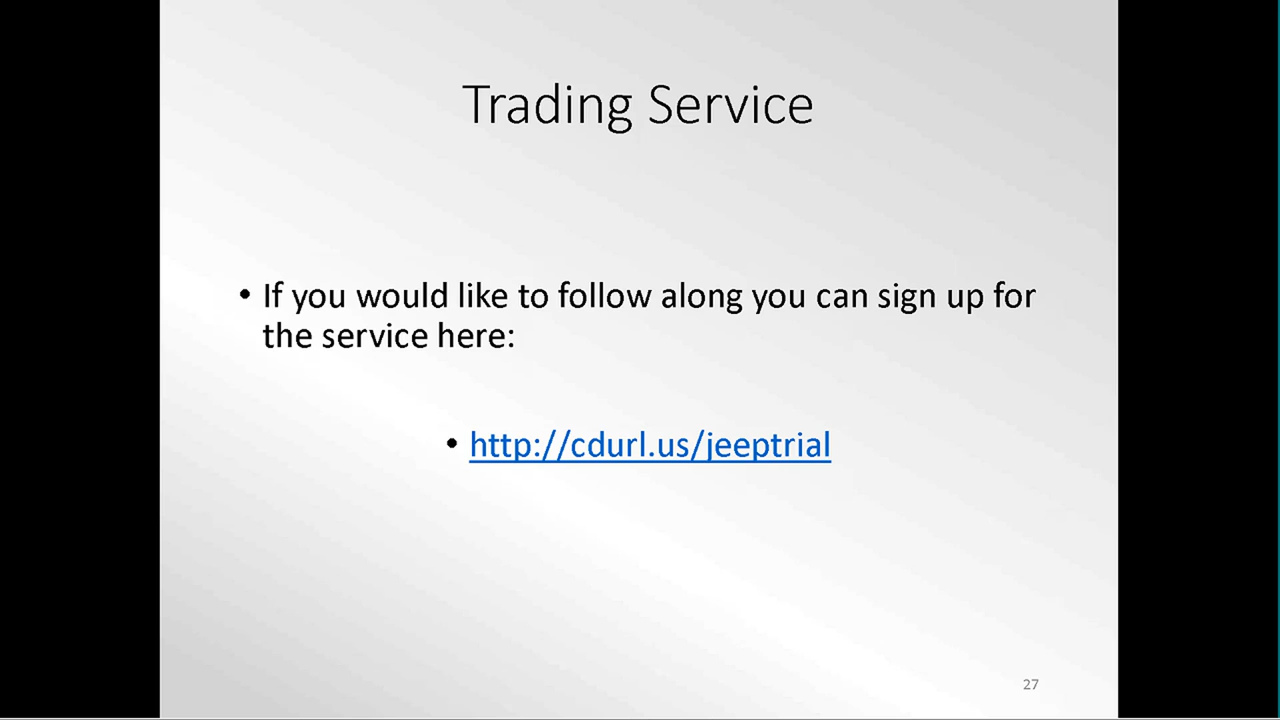 Trading Service
• If you would like to follow along you can sign up for
the service here:
• http://cdurl.us/jeeptrial
27